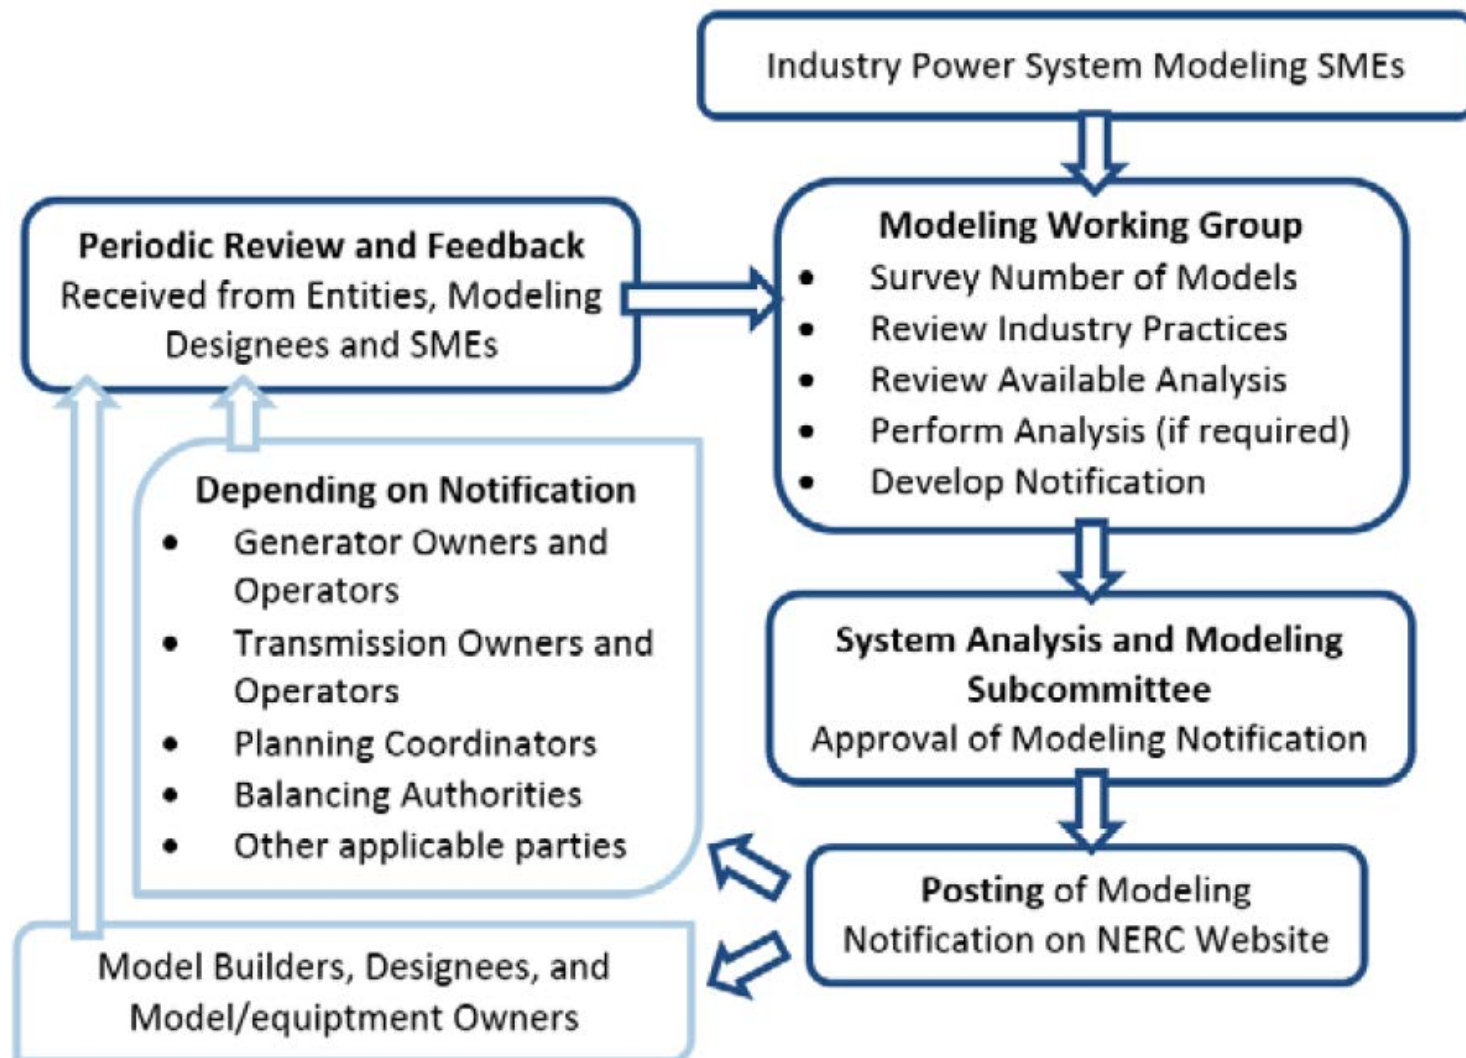 Industry Power System Modeling SMEs
Modeling Working Group
• Survey Number of Models
• Review Industry Practices
• Review Available Analysis
• Perform Analysis (if required)
• Develop Notification
System Analysis and Modeling
Subcommittee
Approval of Modeling Notification
Posting of Modeling
Notification on NERC Website
Depending on Notification
• Generator Owners and
Operators
• Transmission Owners and
Operators
• Planning Coordinators
• Balancing Authorities
• Other applicable parties
Model Builders, Designees, and
Model/equiptment Owners
Periodic Review and Feedback
Received from Entities, Modeling
Designees and SMEs